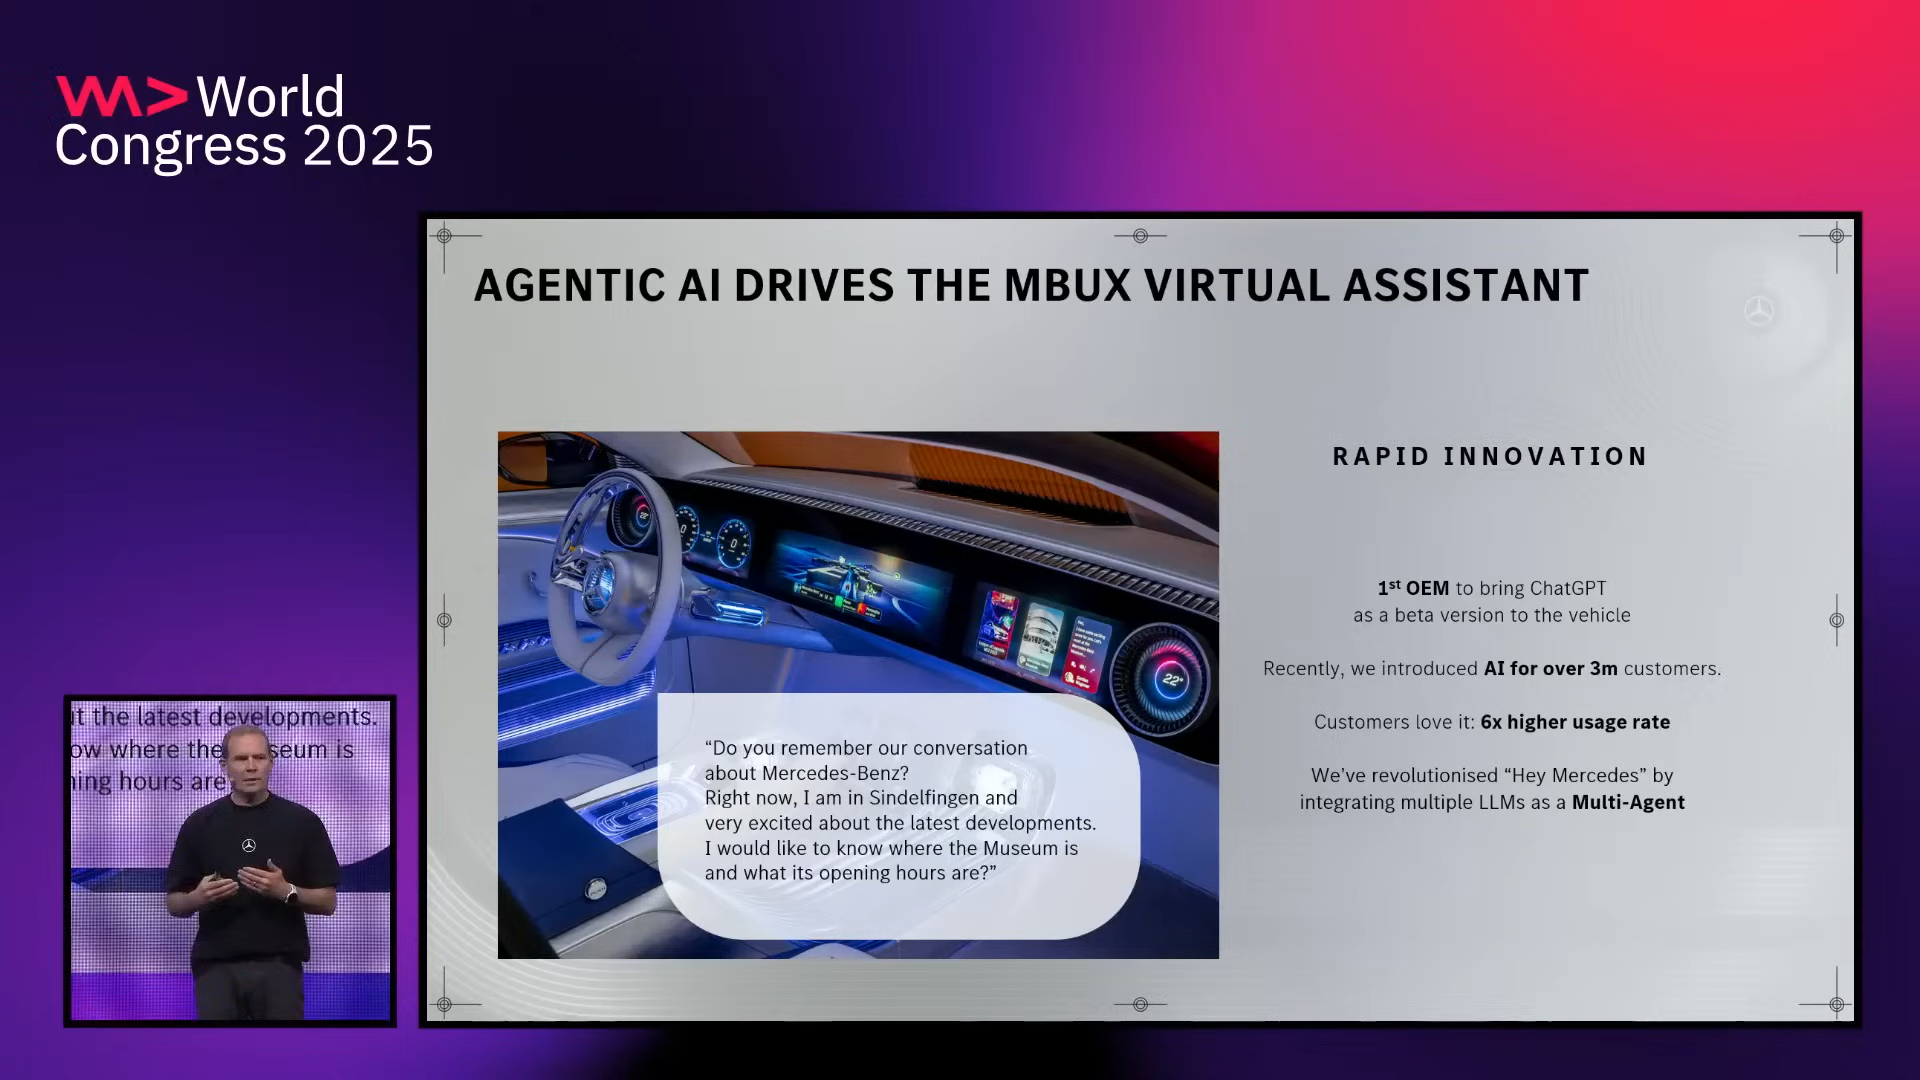 World
Congress 2025
AGENTIC AI DRIVES THE MBUX VIRTUAL ASSISTANT
RAPID INNOVATION
1st OEM to bring ChatGPT
as a beta version to the vehicle
Recently, we introduced AI for over 3m customers.
Customers love it: 6x higher usage rate
We’ve revolutionised “Hey Mercedes” by
integrating multiple LLMs as a Multi-Agent
“Do you remember our conversation
about Mercedes-Benz?
Right now, I am in Sindelfingen and
very excited about the latest developments.
I would like to know where the Museum is
and what its opening hours are?”
22°
0
0
the latest developments.
where the seum is
hours are